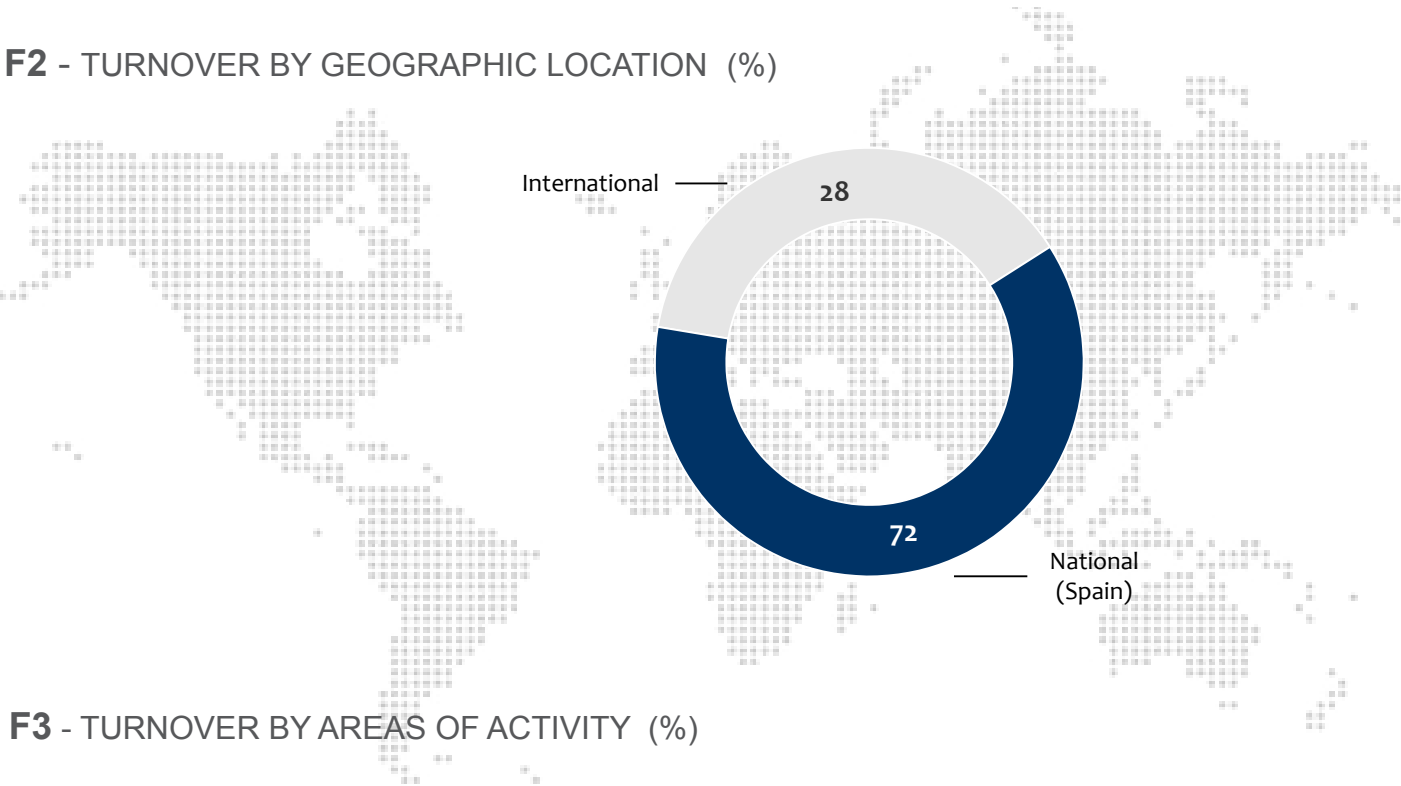 F2 - TURNOVER BY GEOGRAPHIC LOCATION (%)
International
28
72
National
(Spain)
F3 - TURNOVER BY AREAS OF ACTIVITY (%)